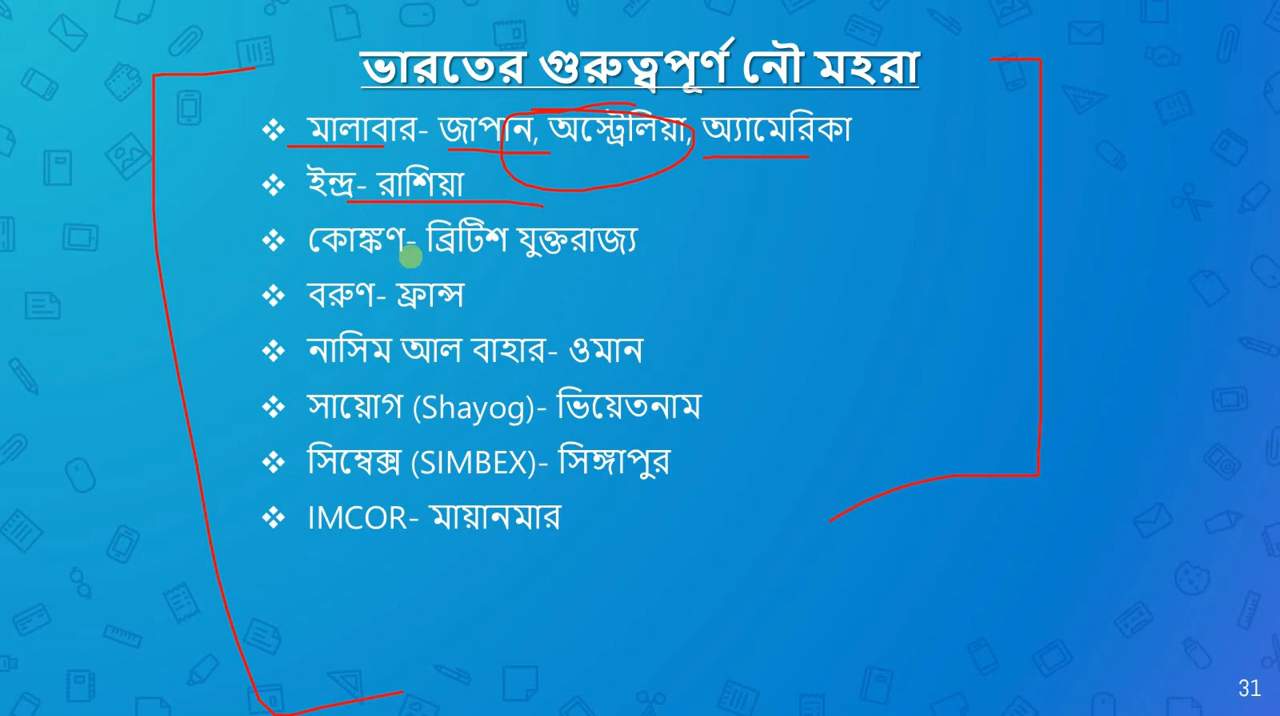 ভারতের গুরুত্বপূর্ণ নৌ মহরা
❖ মালাবার- জাপান, অস্ট্রেলিয়া, অ্যামেরিকা
❖ ইন্দ্র- রাশিয়া
❖ কোঙ্কণ- ব্রিটিশ যুক্তরাজ্য
❖ বরুণ- ফ্রান্স
❖ নাসিম আল বাহার- ওমান
❖ সায়োগ (Shayog)- ভিয়েতনাম
❖ সিম্বেক্স (SIMBEX)- সিঙ্গাপুর
❖ IMCOR- মায়ানমার
31